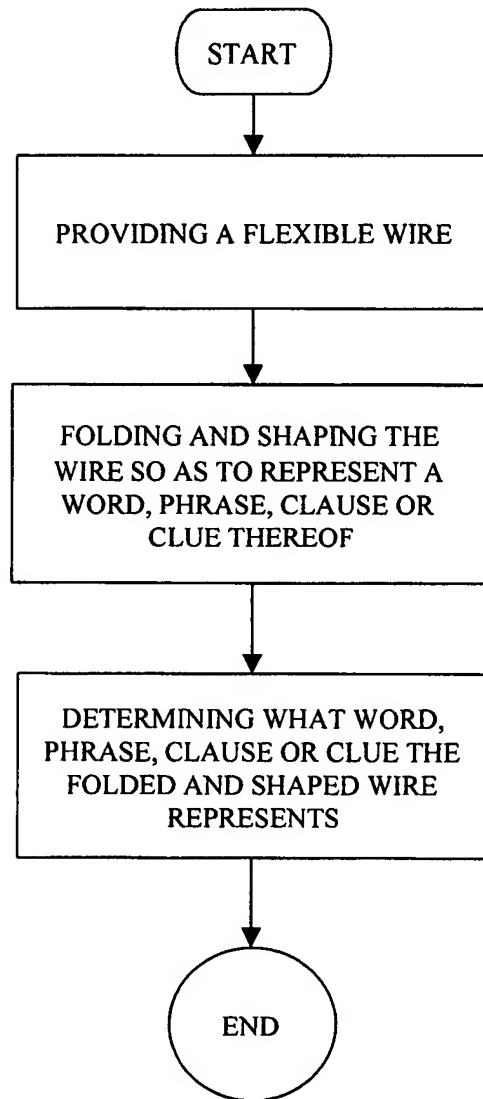 START
PROVIDING A FLEXIBLE WIRE
FOLDING AND SHAPING THE
WIRE SO AS TO REPRESENT A
WORD, PHRASE, CLAUSE OR
CLUE THEREOF
DETERMINING WHAT WORD,
PHRASE, CLAUSE OR CLUE THE
FOLDED AND SHAPED WIRE
REPRESENTS
END